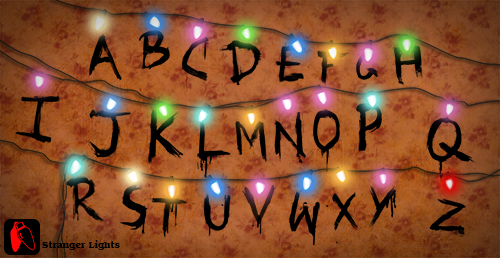 A B C D E F G H
I J K L M N O P Q
R S T U V W X Y Z
Stranger Lights